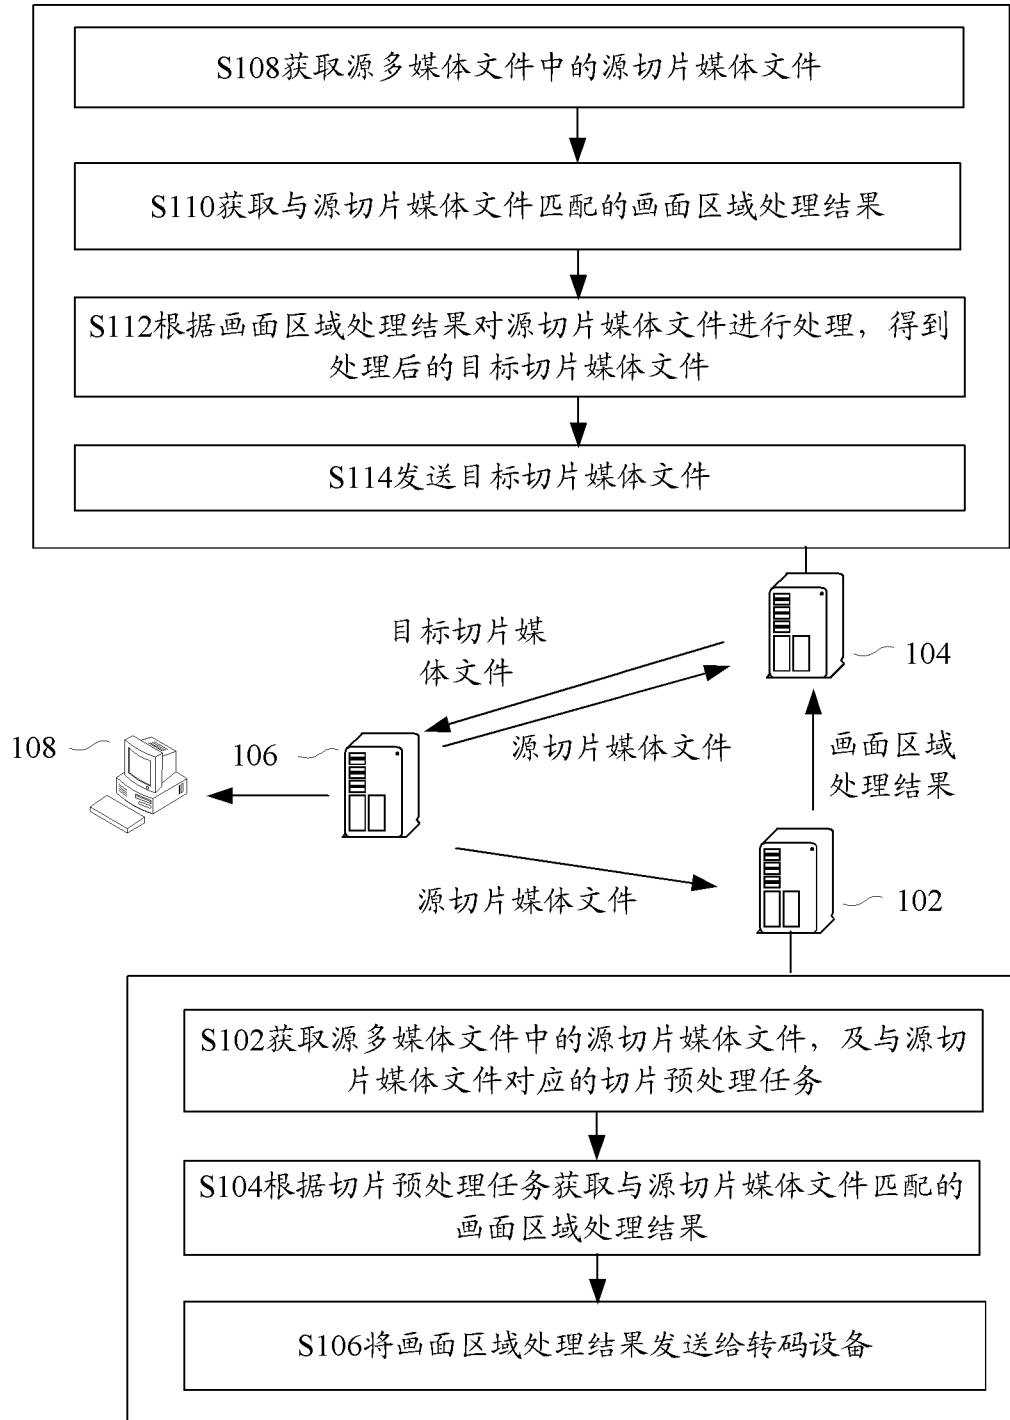 S108获取源多媒体文件中的源切片媒体文件
S110获取与源切片媒体文件匹配的画面区域处理结果
S112根据画面区域处理结果对源切片媒体文件进行处理，得到
处理后的目标切片媒体文件
S114发送目标切片媒体文件
目标切片媒
体文件
104
源切片媒体文件
画面区域
处理结果
108
106
源切片媒体文件
102
S102获取源多媒体文件中的源切片媒体文件，及与源切
片媒体文件对应的切片预处理任务
S104根据切片预处理任务获取与源切片媒体文件匹配的
画面区域处理结果
S106将画面区域处理结果发送给转码设备